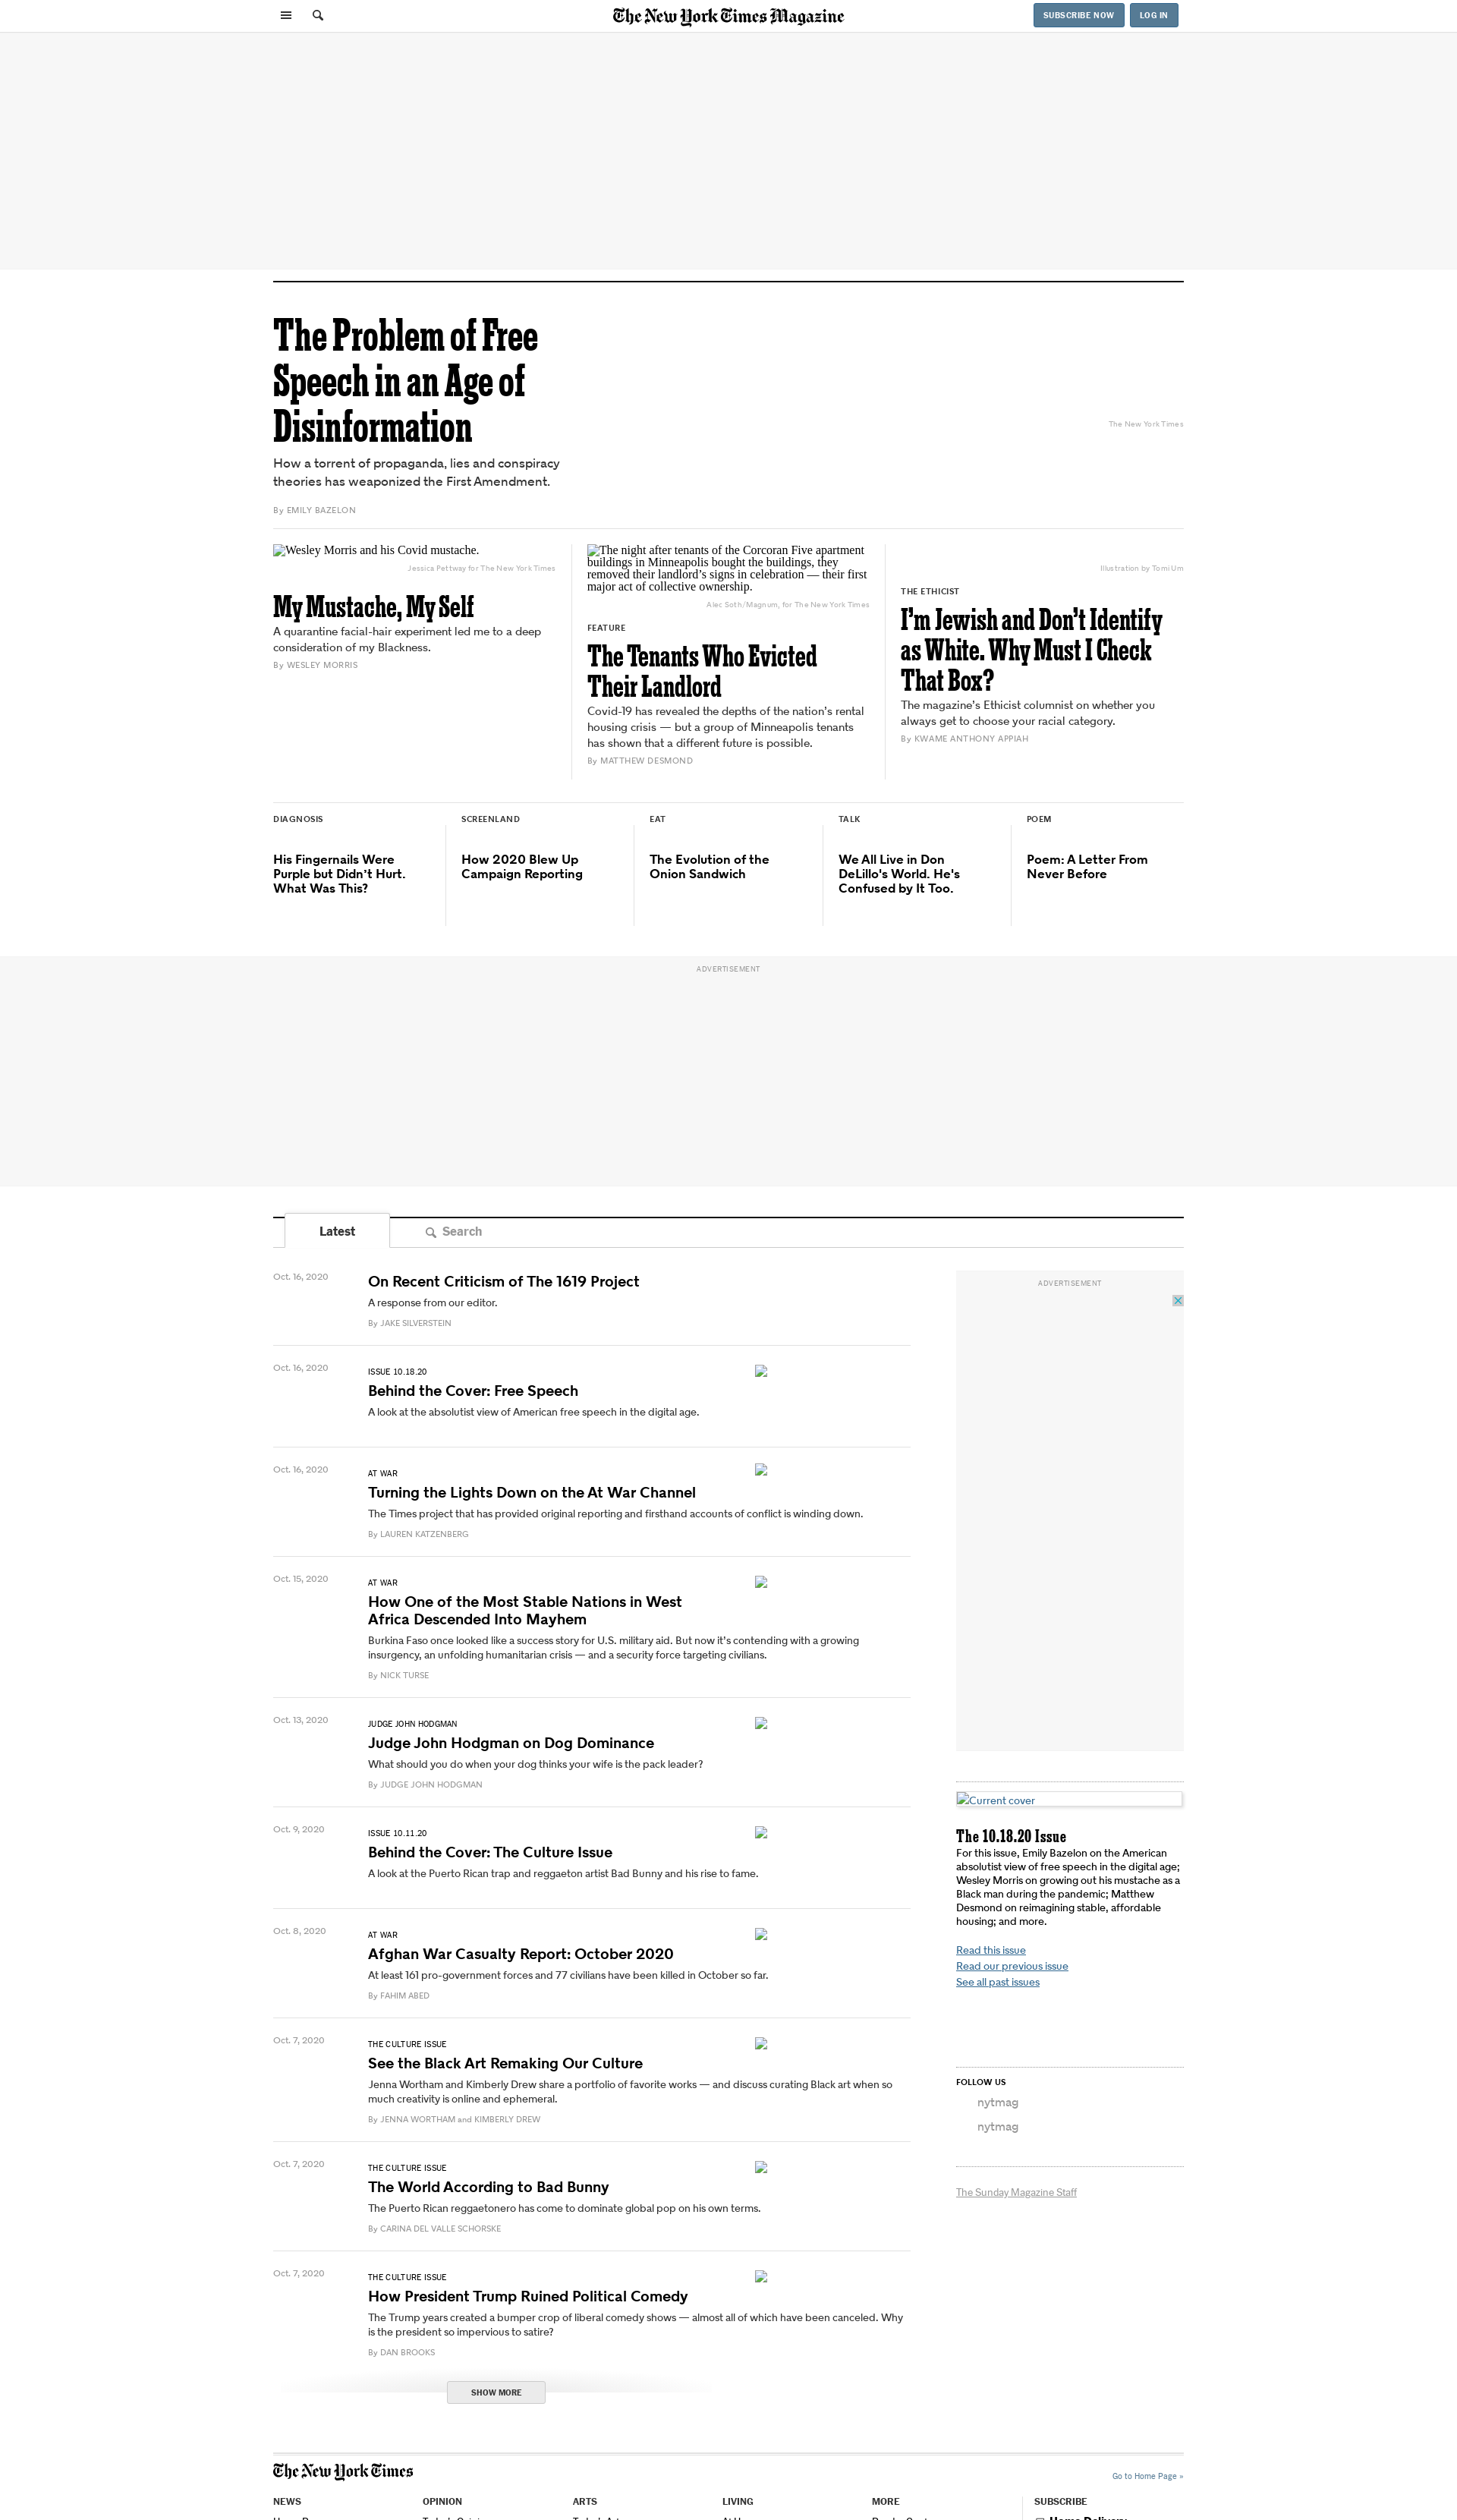 The New York Times Magazine
SUBSCRIBE NOW
LOG IN
The Problem of Free
Speech in an Age of
Disinformation
How a torrent of propaganda, lies and conspiracy
theories has weaponized the First Amendment.
By EMILY BAZELON
The New York Times
Wesley Morris and his Covid mustache.
Jessica Pettway for The New York Times
My Mustache, My Self
A quarantine facial-hair experiment led me to a deep
consideration of my Blackness.
By WESLEY MORRIS
The night after tenants of the Corcoran Five apartment
buildings in Minneapolis bought the buildings, they
removed their landlord’s signs in celebration — their first
major act of collective ownership.
Alec Soth/Magnum, for The New York Times
FEATURE
The Tenants Who Evicted
Their Landlord
Covid-19 has revealed the depths of the nation’s rental
housing crisis — but a group of Minneapolis tenants
has shown that a different future is possible.
By MATTHEW DESMOND
Illustration by Tomi Um
THE ETHICIST
I’m Jewish and Don’t Identify
as White. Why Must I Check
That Box?
The magazine’s Ethicist columnist on whether you
always get to choose your racial category.
By KWAME ANTHONY APPIAH
DIAGNOSIS
His Fingernails Were
Purple but Didn’t Hurt.
What Was This?
SCREENLAND
How 2020 Blew Up
Campaign Reporting
EAT
The Evolution of the
Onion Sandwich
TALK
We All Live in Don
DeLillo's World. He's
Confused by It Too.
POEM
Poem: A Letter From
Never Before
ADVERTISEMENT
Latest
Search
Oct. 16, 2020
On Recent Criticism of The 1619 Project
A response from our editor.
By JAKE SILVERSTEIN
Oct. 16, 2020
ISSUE 10.18.20
Behind the Cover: Free Speech
A look at the absolutist view of American free speech in the digital age.
Oct. 16, 2020
AT WAR
Turning the Lights Down on the At War Channel
The Times project that has provided original reporting and firsthand accounts of conflict is winding down.
By LAUREN KATZENBERG
Oct. 15, 2020
AT WAR
How One of the Most Stable Nations in West
Africa Descended Into Mayhem
Burkina Faso once looked like a success story for U.S. military aid. But now it’s contending with a growing
insurgency, an unfolding humanitarian crisis — and a security force targeting civilians.
By NICK TURSE
Oct. 13, 2020
JUDGE JOHN HODGMAN
Judge John Hodgman on Dog Dominance
What should you do when your dog thinks your wife is the pack leader?
By JUDGE JOHN HODGMAN
Oct. 9, 2020
ISSUE 10.11.20
Behind the Cover: The Culture Issue
A look at the Puerto Rican trap and reggaeton artist Bad Bunny and his rise to fame.
Oct. 8, 2020
AT WAR
Afghan War Casualty Report: October 2020
At least 161 pro-government forces and 77 civilians have been killed in October so far.
By FAHIM ABED
Oct. 7, 2020
THE CULTURE ISSUE
See the Black Art Remaking Our Culture
Jenna Wortham and Kimberly Drew share a portfolio of favorite works — and discuss curating Black art when so
much creativity is online and ephemeral.
By JENNA WORTHAM and KIMBERLY DREW
Oct. 7, 2020
THE CULTURE ISSUE
The World According to Bad Bunny
The Puerto Rican reggaetonero has come to dominate global pop on his own terms.
By CARINA DEL VALLE SCHORSKE
Oct. 7, 2020
THE CULTURE ISSUE
How President Trump Ruined Political Comedy
The Trump years created a bumper crop of liberal comedy shows — almost all of which have been canceled. Why
is the president so impervious to satire?
By DAN BROOKS
SHOW MORE
ADVERTISEMENT
Current cover
The 10.18.20 Issue
For this issue, Emily Bazelon on the American
absolutist view of free speech in the digital age;
Wesley Morris on growing out his mustache as a
Black man during the pandemic; Matthew
Desmond on reimagining stable, affordable
housing; and more.
Read this issue
Read our previous issue
See all past issues
FOLLOW US
nytmag
nytmag
The Sunday Magazine Staff
The New York Times
Go to Home Page »
NEWS
OPINION
ARTS
LIVING
MORE
SUBSCRIBE